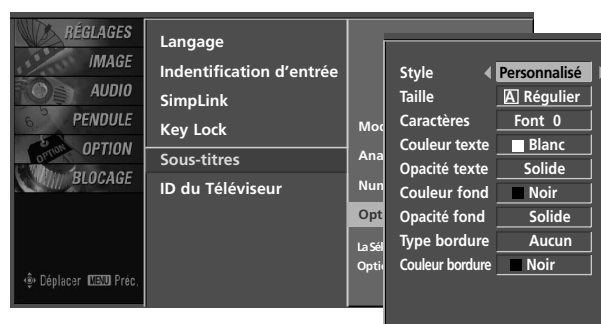 RÉGLAGES
IMAGE
AUDIO
PENDULE
OPTION
BLOCAGE
Déplacer MENU Préc.
Langage
Indentification d'entrée
SimpLink
Key Lock
Sous-titres
ID du Téléviseur
Style Personnalisé
Taille A Régulier
Caractères Font 0
Couleur texte Blanc
Opacité texte Solide
Couleur fond Noir
Opacité fond Solide
Type bordure Aucun
Couleur bordure Noir